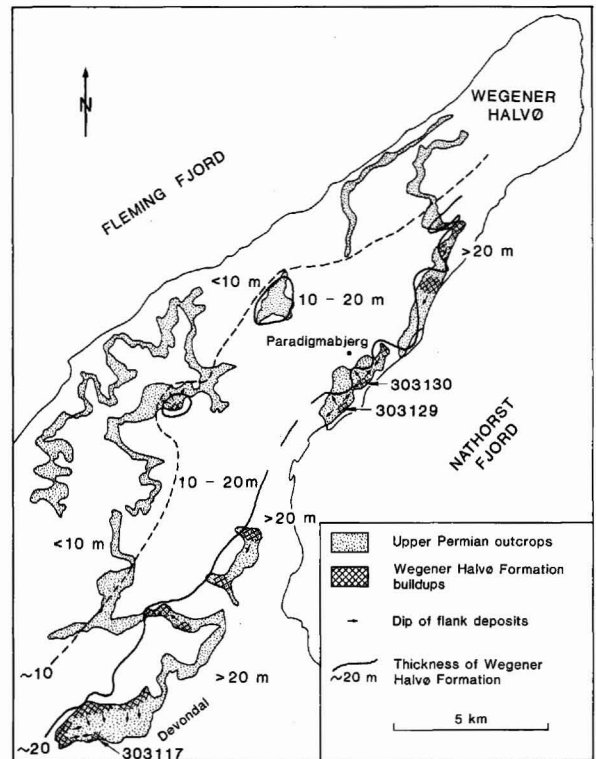 N
WEGENER
HALVØ
FLEMING FJORD
>20 m
<10 m
10 – 20 m
Paradigmabjerg
303130
303129
NATHORST
FJORD
10 – 20m
>20 m
<10 m
~10
>20 m
Devondal
~20
303117
Upper Permian outcrops
Wegener Halvø Formation
buildups
Dip of flank deposits
Thickness of Wegener
~20 m Halvø Formation
5 km